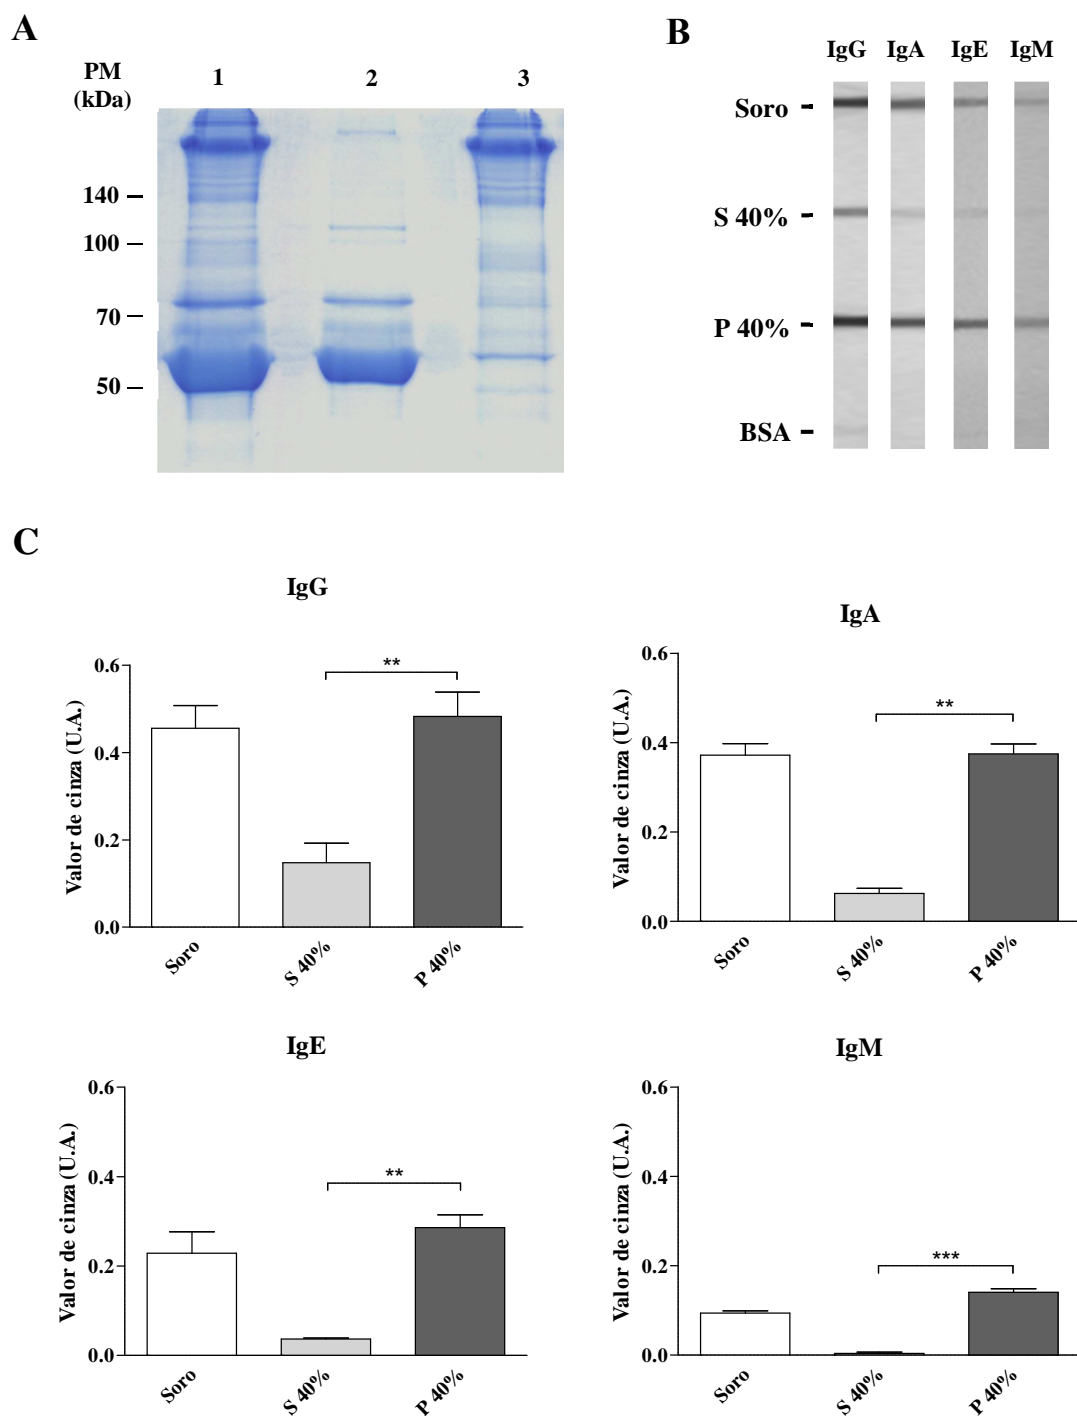 A
PM
(kDa)
1 2 3
140
100
70
50
B
IgG IgA IgE IgM
Soro
S 40%
P 40%
BSA
C
IgG
Valor de cinza (U.A.)
0.6
0.4
0.2
0.0
**
Soro
S 40%
P 40%
IgA
Valor de cinza (U.A.)
0.6
0.4
0.2
0.0
**
Soro
S 40%
P 40%
IgE
Valor de cinza (U.A.)
0.6
0.4
0.2
0.0
**
Soro
S 40%
P 40%
IgM
Valor de cinza (U.A.)
0.6
0.4
0.2
0.0
***
Soro
S 40%
P 40%